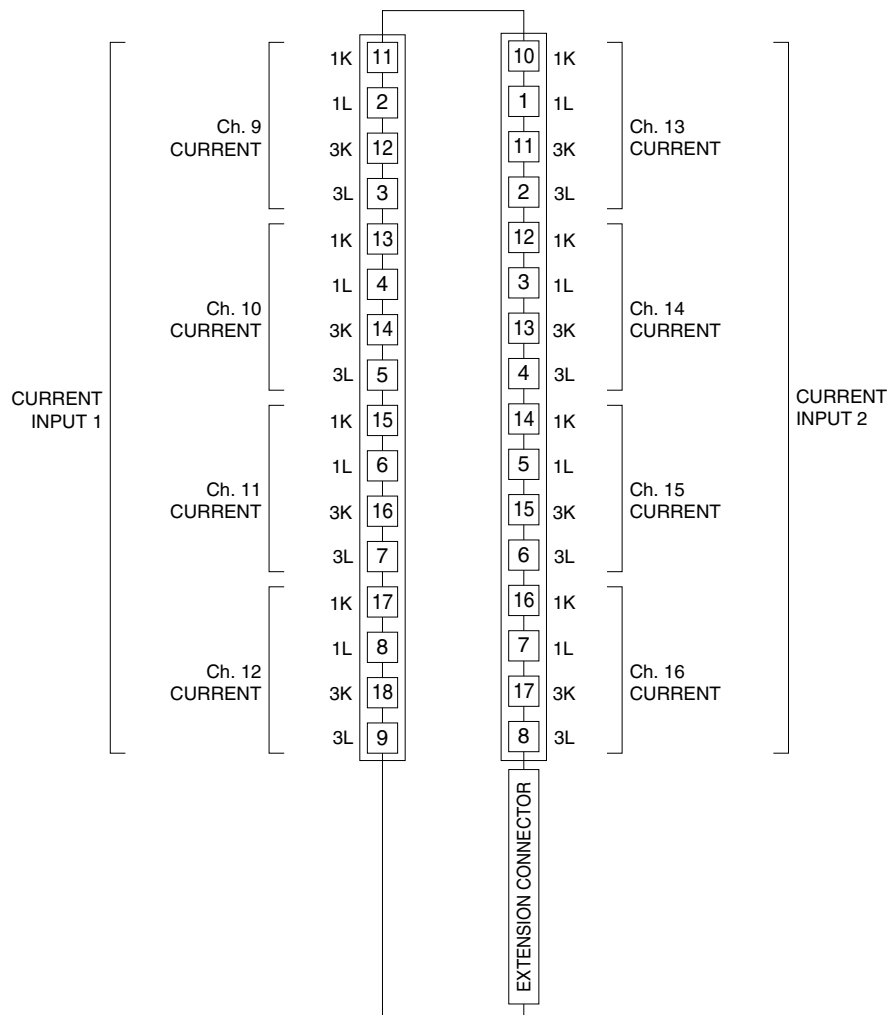 1K 11 10 1K
1L 2 1 1L
Ch. 9
CURRENT
Ch. 13
CURRENT
3K 12 11 3K
3L 3 2 3L
1K 13 12 1K
1L 4 3 1L
Ch. 10
CURRENT
Ch. 14
CURRENT
3K 14 13 3K
3L 5 4 3L
CURRENT
INPUT 1
CURRENT
INPUT 2
1K 15 14 1K
1L 6 5 1L
Ch. 11
CURRENT
Ch. 15
CURRENT
3K 16 15 3K
3L 7 6 3L
1K 17 16 1K
1L 8 7 1L
Ch. 12
CURRENT
Ch. 16
CURRENT
3K 18 17 3K
3L 9 8 3L
EXTENSION CONNECTOR